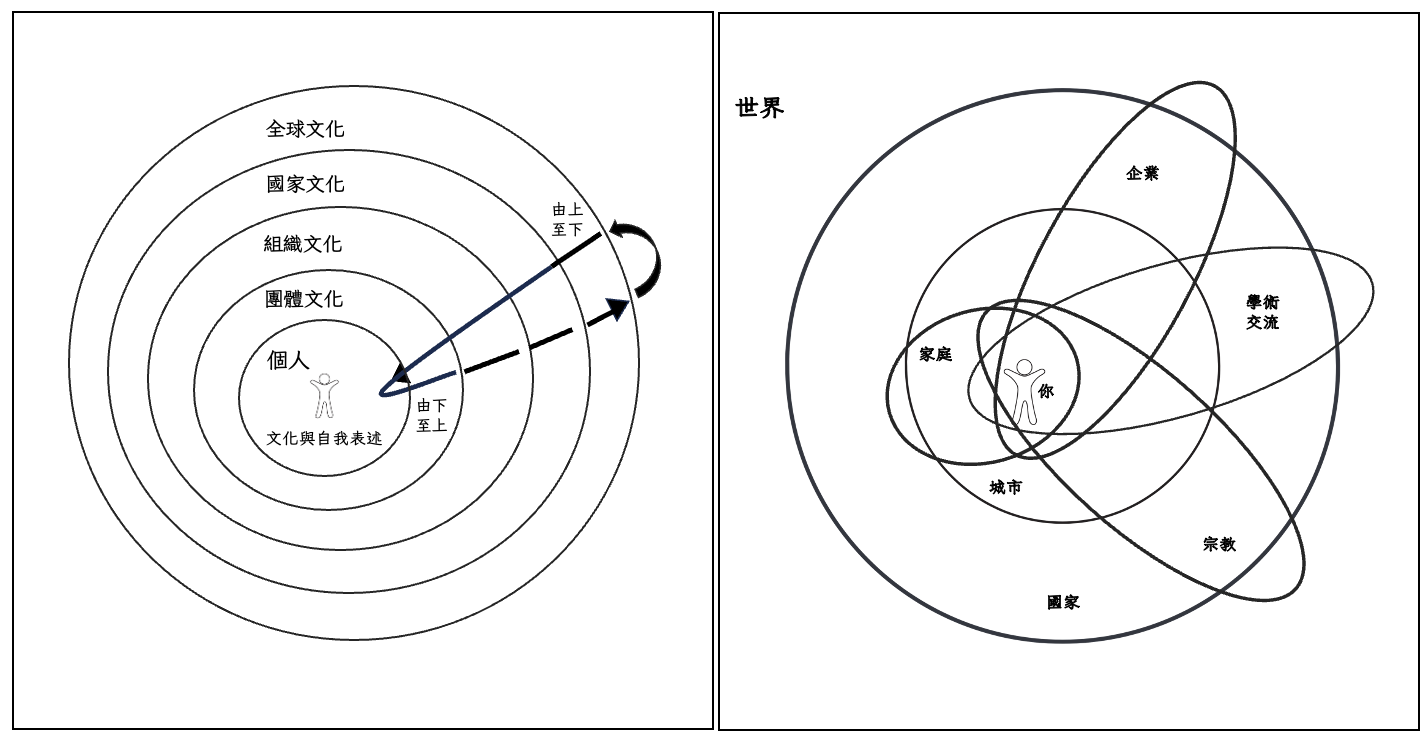 全球文化
國家文化
組織文化
團體文化
個人
文化與自我表述
由上
至下
由下
至上
世界
企業
學術
交流
家庭
你
城市
宗教
國家